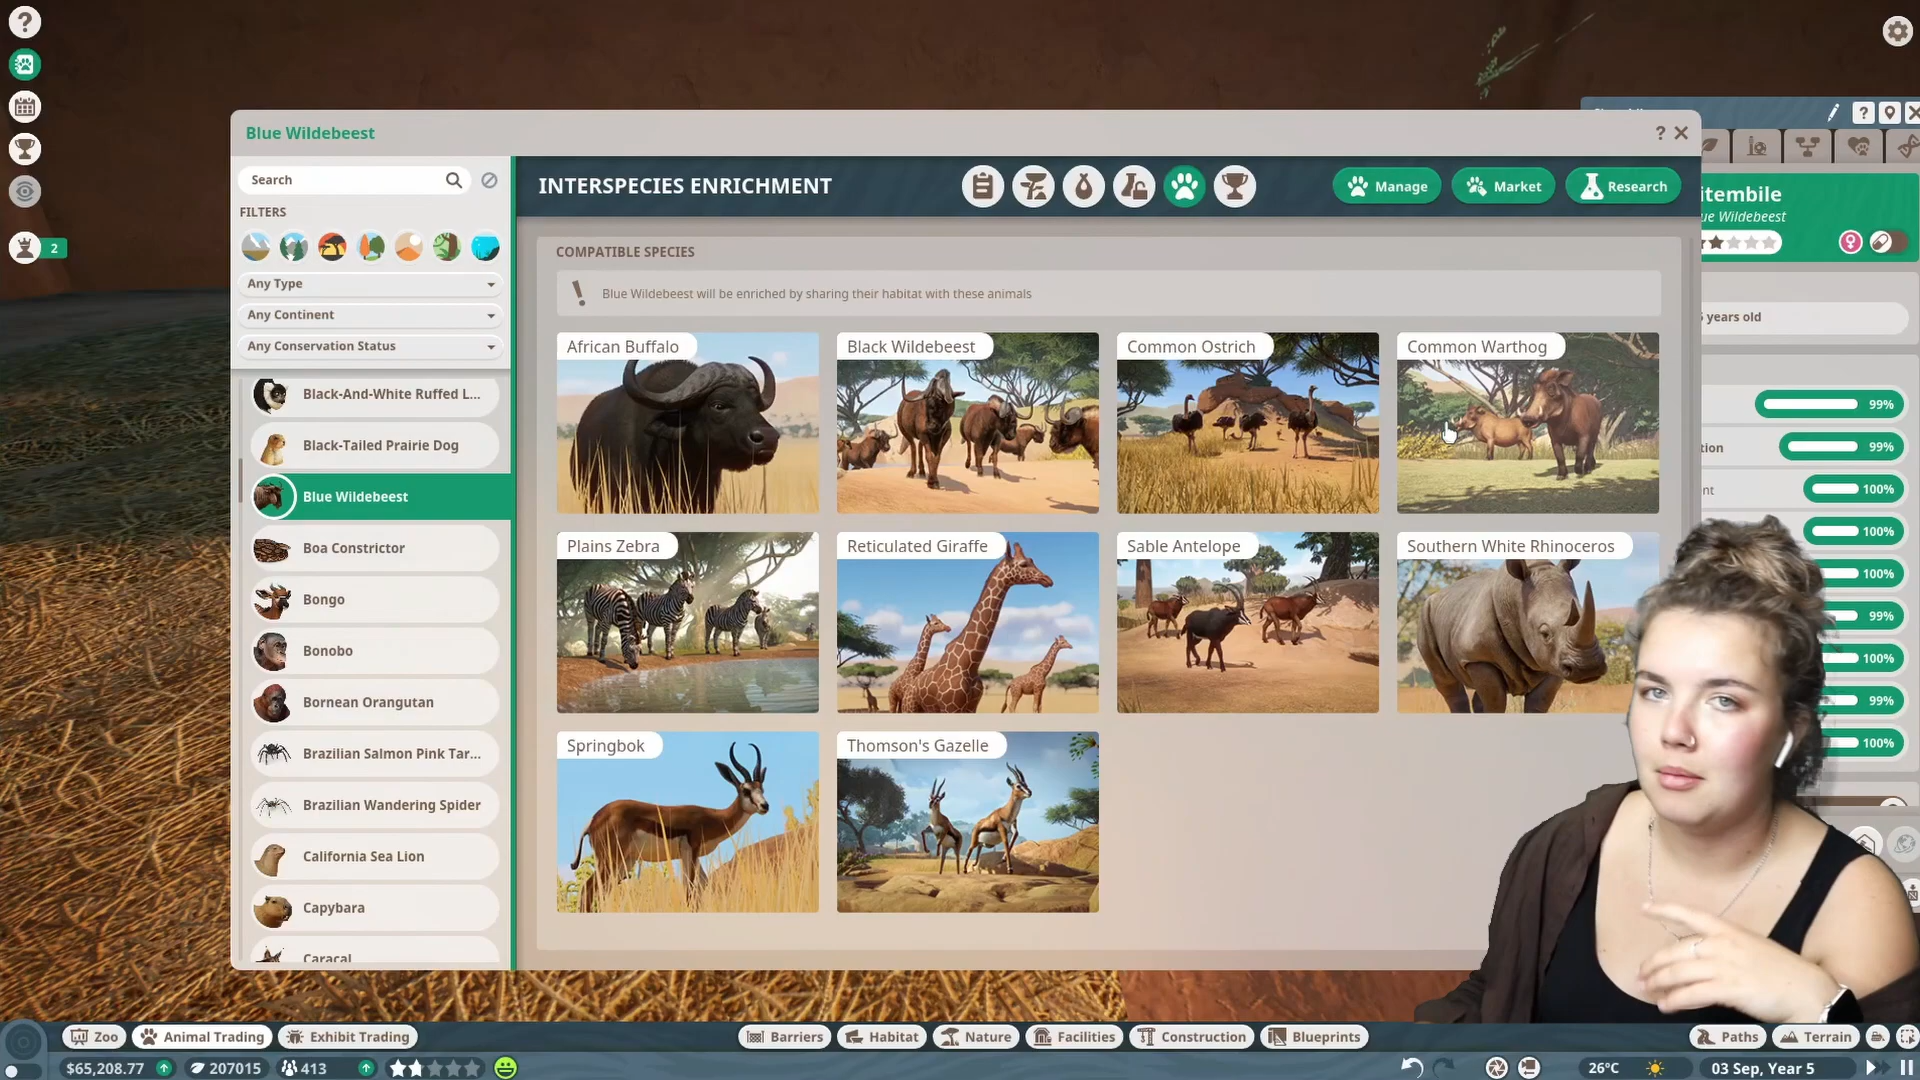 ?
2
Blue Wildebeest
?
Search
FILTERS
Any Type
Any Continent
Any Conservation Status
Black-And-White Ruffed L...
Black-Tailed Prairie Dog
Blue Wildebeest
Boa Constrictor
Bongo
Bonobo
Bornean Orangutan
Brazilian Salmon Pink Tar...
Brazilian Wandering Spider
California Sea Lion
Capybara
Caracal
INTERSPECIES ENRICHMENT
Manage
Market
Research
COMPATIBLE SPECIES
! Blue Wildebeest will be enriched by sharing their habitat with these animals
African Buffalo
Black Wildebeest
Common Ostrich
Common Warthog
Plains Zebra
Reticulated Giraffe
Sable Antelope
Southern White Rhinoceros
Springbok
Thomson's Gazelle
?
itembile
ue Wildebeest
years old
99%
tion 99%
nt 100%
100%
100%
99%
100%
99%
100%
Zoo
Animal Trading
Exhibit Trading
Barriers
Habitat
Nature
Facilities
Construction
Blueprints
Paths
Terrain
$65,208.77
207015
413
26°C
03 Sep, Year 5